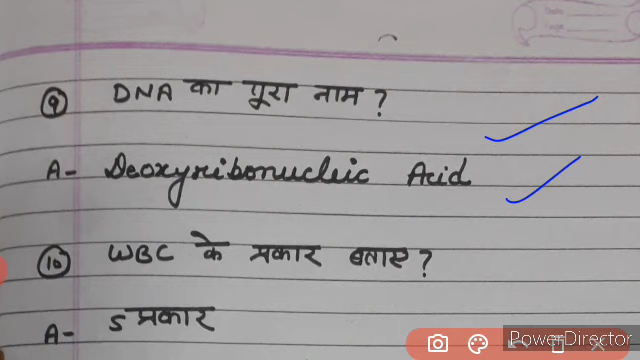 9 DNA का पूरा नाम ?
A- Deoxyribonucleic Acid
10 WBC के प्रकार बताए ?
A- 5 प्रकार
PowerDirector